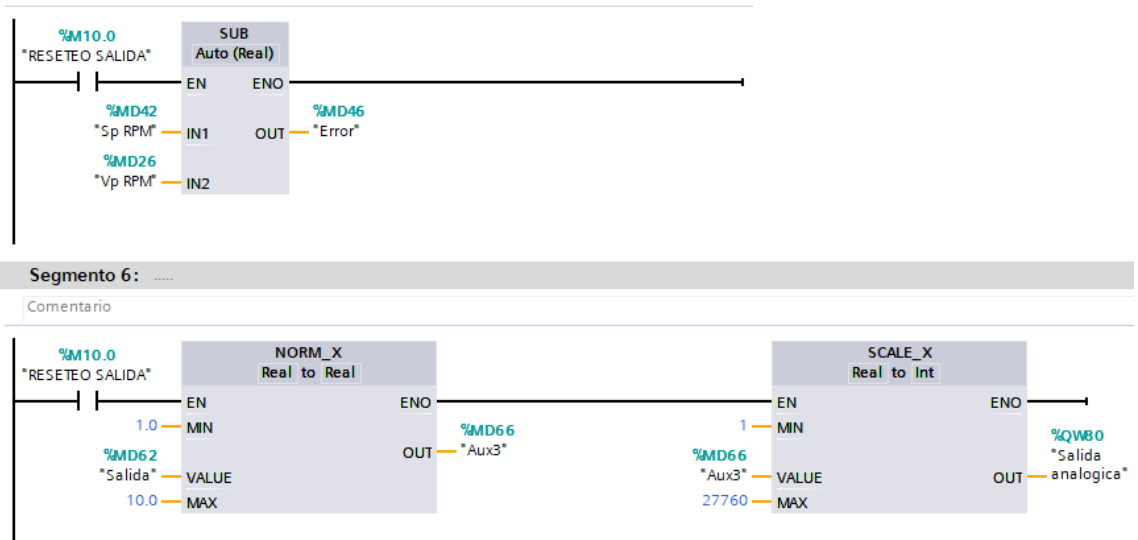 %M10.0
"RESETEO SALIDA"
SUB
Auto (Real)
EN
ENO
%MD42
"Sp RPM"
IN1
OUT
%MD46
"Error"
%MD26
"Vp RPM"
IN2
Segmento 6: .....
Comentario
%M10.0
"RESETEO SALIDA"
NORM_X
Real to Real
EN
ENO
1.0
MIN
%MD62
"Salida"
VALUE
OUT
%MD66
"Aux3"
10.0
MAX
SCALE_X
Real to Int
EN
ENO
1
MIN
%MD66
"Aux3"
VALUE
OUT
%QW80
"Salida
analogica"
27760
MAX